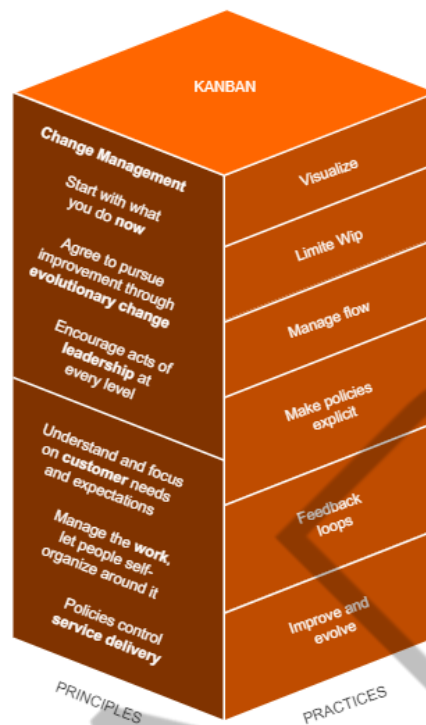 KANBAN
Change Management
Start with what
you do now
Agree to pursue
improvement through
evolutionary change
Encourage acts of
leadership at
every level
Understand and focus
on customer needs
and expectations
Manage the work,
let people self-
organize around it
Policies control
service delivery
PRINCIPLES
Visualize
Limite Wip
Manage flow
Make policies
explicit
Feedback
loops
Improve and
evolve
PRACTICES